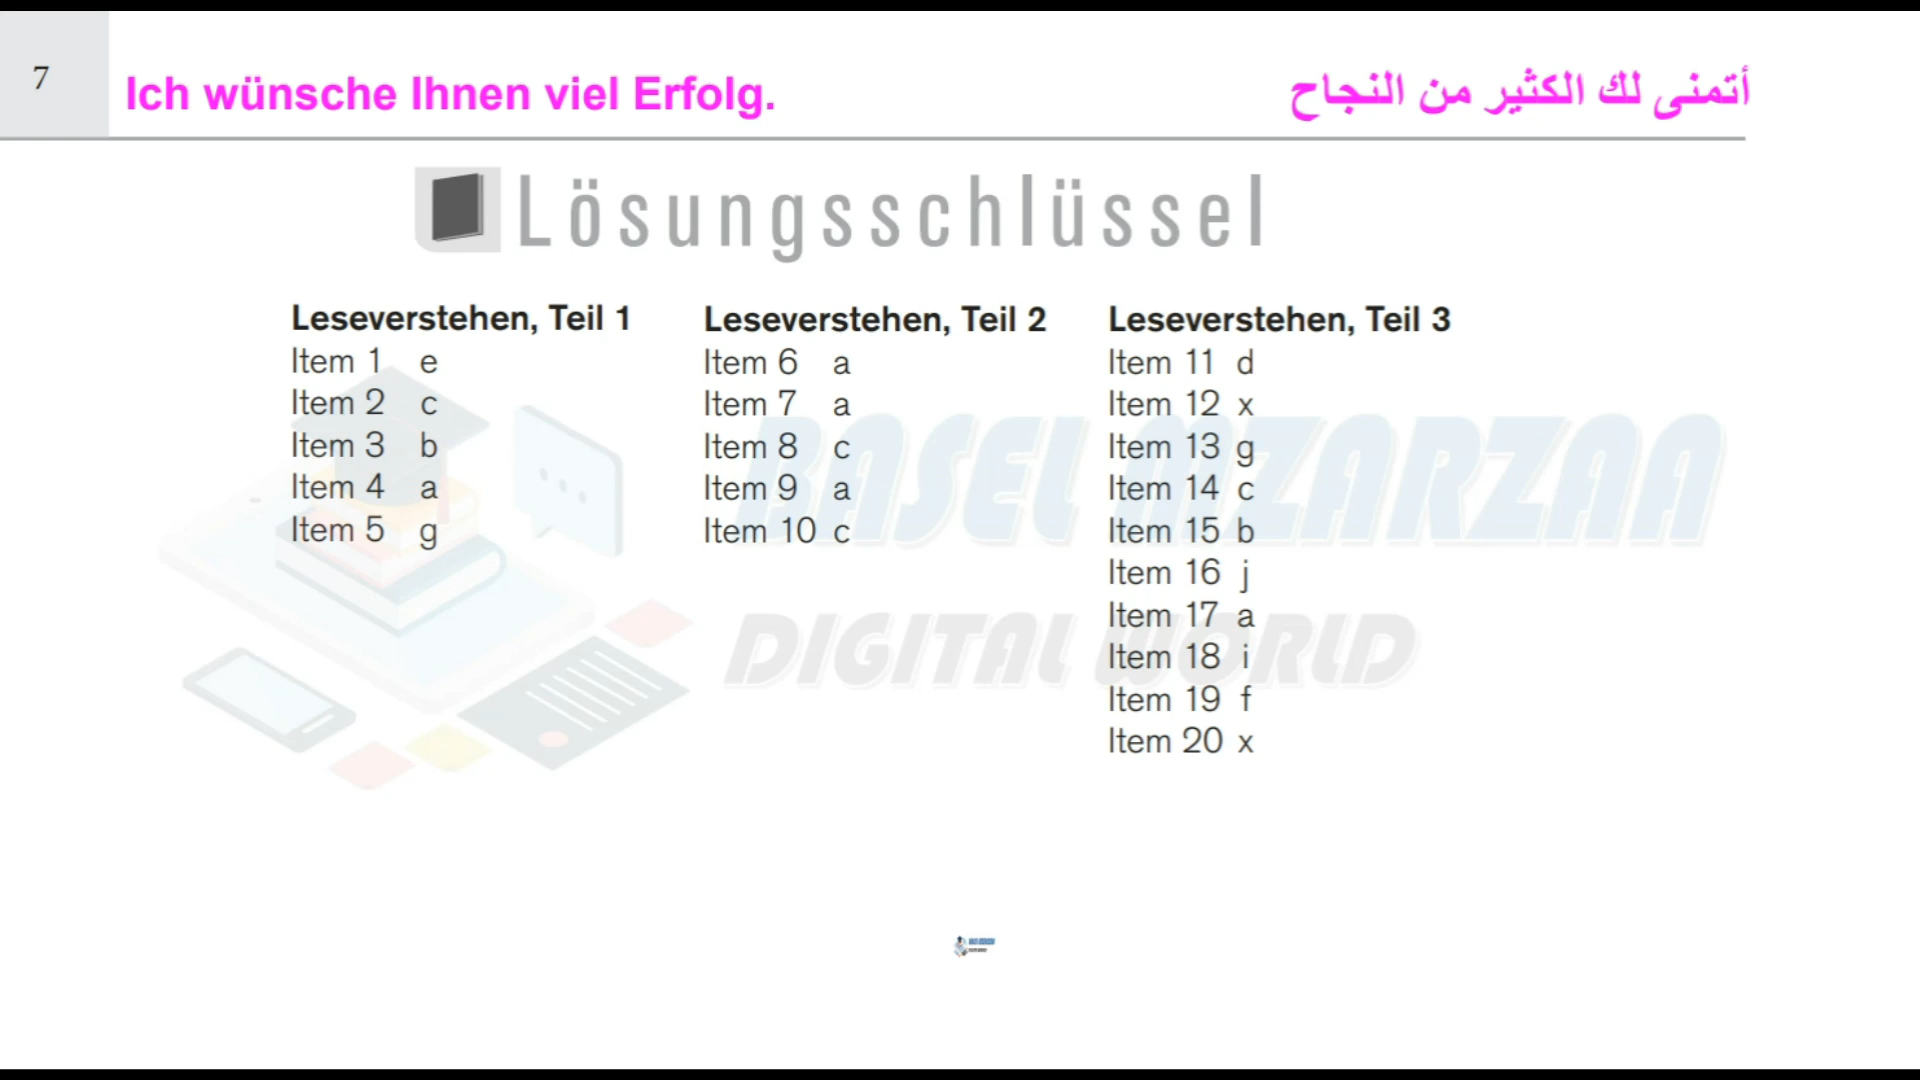 7
Ich wünsche Ihnen viel Erfolg.
أتمنى لك الكثير من النجاح
Lösungsschlüssel
Leseverstehen, Teil 1
Item 1 e
Item 2 c
Item 3 b
Item 4 a
Item 5 g
Leseverstehen, Teil 2
Item 6 a
Item 7 a
Item 8 c
Item 9 a
Item 10 c
Leseverstehen, Teil 3
Item 11 d
Item 12 x
Item 13 g
Item 14 c
Item 15 b
Item 16 j
Item 17 a
Item 18 i
Item 19 f
Item 20 x
BASEL MZARZAA
DIGITAL WORLD